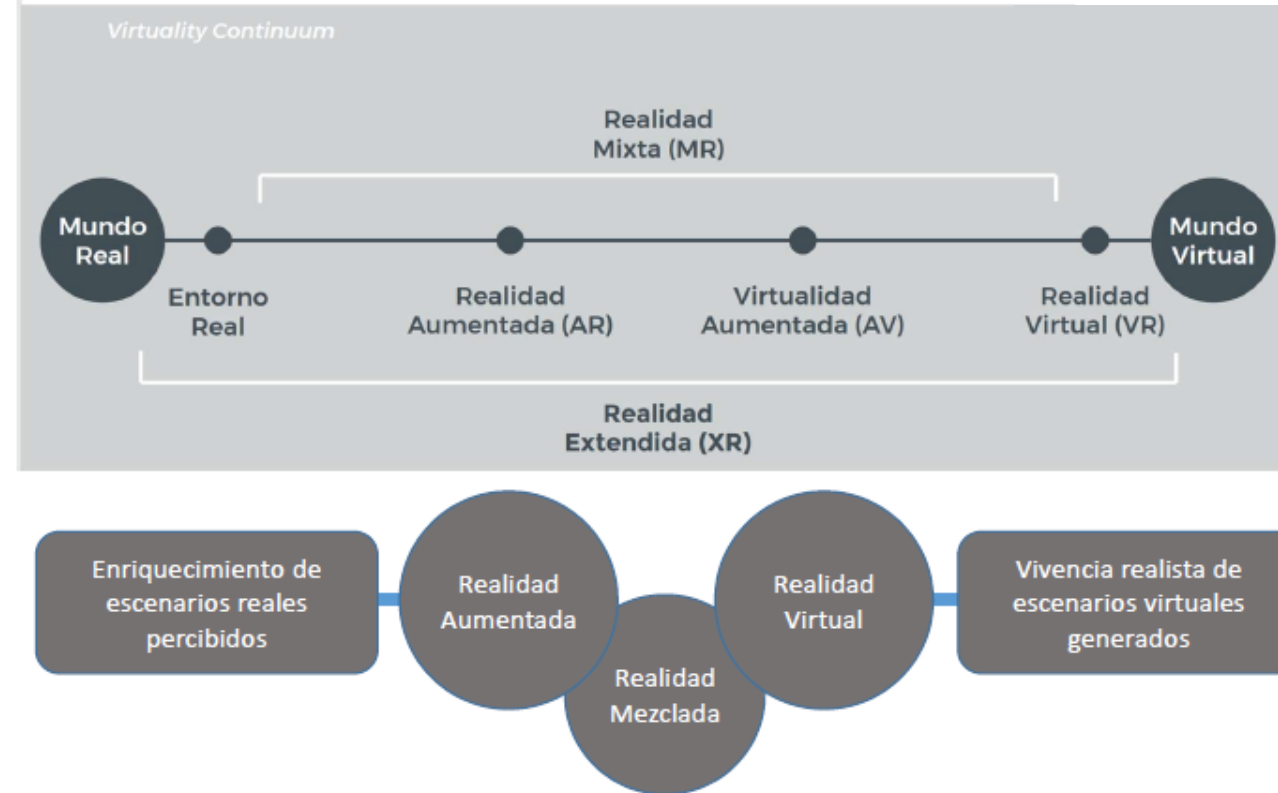 Virtuality Continuum
Realidad
Mixta (MR)
Mundo
Real
Mundo
Virtual
Entorno
Real
Realidad
Aumentada (AR)
Virtualidad
Aumentada (AV)
Realidad
Virtual (VR)
Realidad
Extendida (XR)
Enriquecimiento de
escenarios reales
percibidos
Realidad
Aumentada
Realidad
Mezclada
Realidad
Virtual
Vivencia realista de
escenarios virtuales
generados